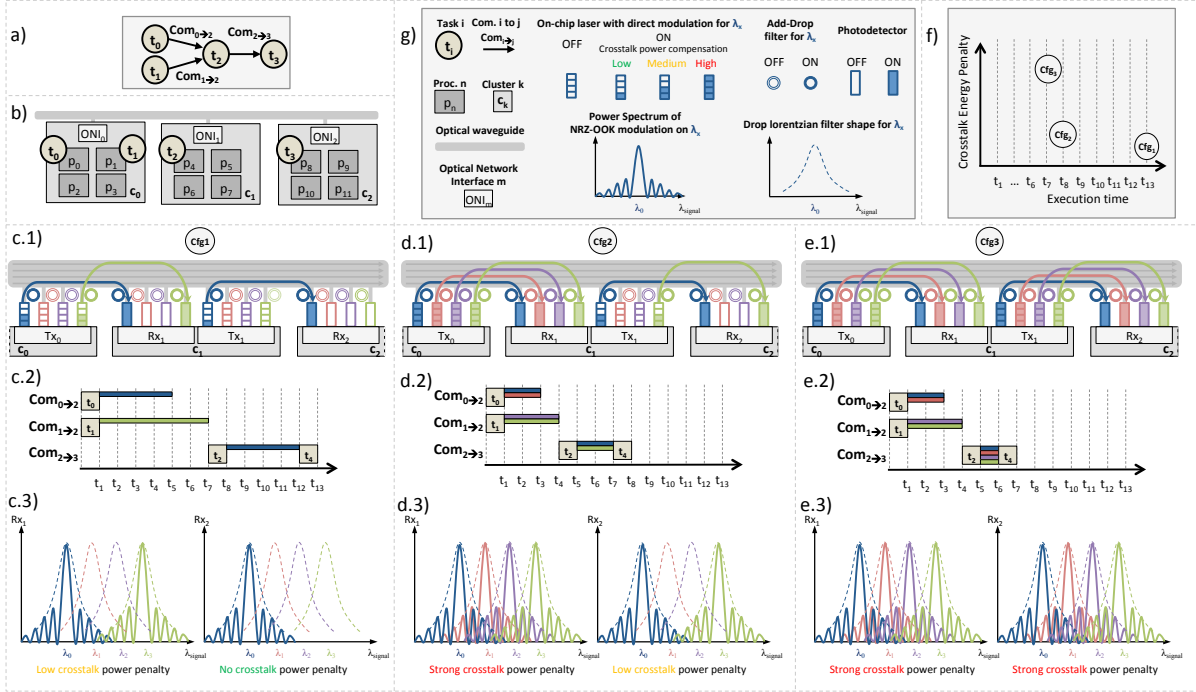 a)
t0
t1
Com0→2
Com1→2
t2
Com2→3
t3
b)
ONI0
t0
t1
p0
p1
p2
p3
c0
ONI1
t2
p4
p5
p6
p7
c1
ONI2
t3
p8
p9
p10
p11
c2
g)
Task i
ti
Com. i to j
Comi→j
Proc. n
pn
Cluster k
ck
Optical waveguide
Optical Network
Interface m
ONIm
On-chip laser with direct modulation for λx
OFF
ON
Crosstalk power compensation
Low
Medium
High
Add-Drop
filter for λx
OFF
ON
Photodetector
OFF
ON
Power Spectrum of
NRZ-OOK modulation on λx
λ0
λsignal
Drop lorentzian filter shape for λx
λ0
λsignal
f)
Crosstalk Energy Penalty
Cfg3
Cfg2
Cfg1
t1 ... t6 t7 t8 t9 t10 t11 t12 t13
Execution time
c.1)
Cfg1
Tx0
Rx1
Tx1
Rx2
c0
c1
c2
c.2)
Com0→2
t0
Com1→2
t1
Com2→3
t2
t4
t1 t2 t3 t4 t5 t6 t7 t8 t9 t10 t11 t12 t13
c.3)
Rx1
Rx2
λ0 λ1 λ2 λ3 λsignal
λ0 λ1 λ2 λ3 λsignal
Low crosstalk power penalty
No crosstalk power penalty
d.1)
Cfg2
Tx0
Rx1
Tx1
Rx2
c0
c1
c2
d.2)
Com0→2
t0
Com1→2
t1
Com2→3
t2
t4
t1 t2 t3 t4 t5 t6 t7 t8 t9 t10 t11 t12 t13
d.3)
Rx1
Rx2
λ0 λ1 λ2 λ3 λsignal
λ0 λ1 λ2 λ3 λsignal
Strong crosstalk power penalty
Low crosstalk power penalty
e.1)
Cfg3
Tx0
Rx1
Tx1
Rx2
c0
c1
c2
e.2)
Com0→2
t0
Com1→2
t1
Com2→3
t2
t4
t1 t2 t3 t4 t5 t6 t7 t8 t9 t10 t11 t12 t13
e.3)
Rx1
Rx2
λ0 λ1 λ2 λ3 λsignal
λ0 λ1 λ2 λ3 λsignal
Strong crosstalk power penalty
Strong crosstalk power penalty